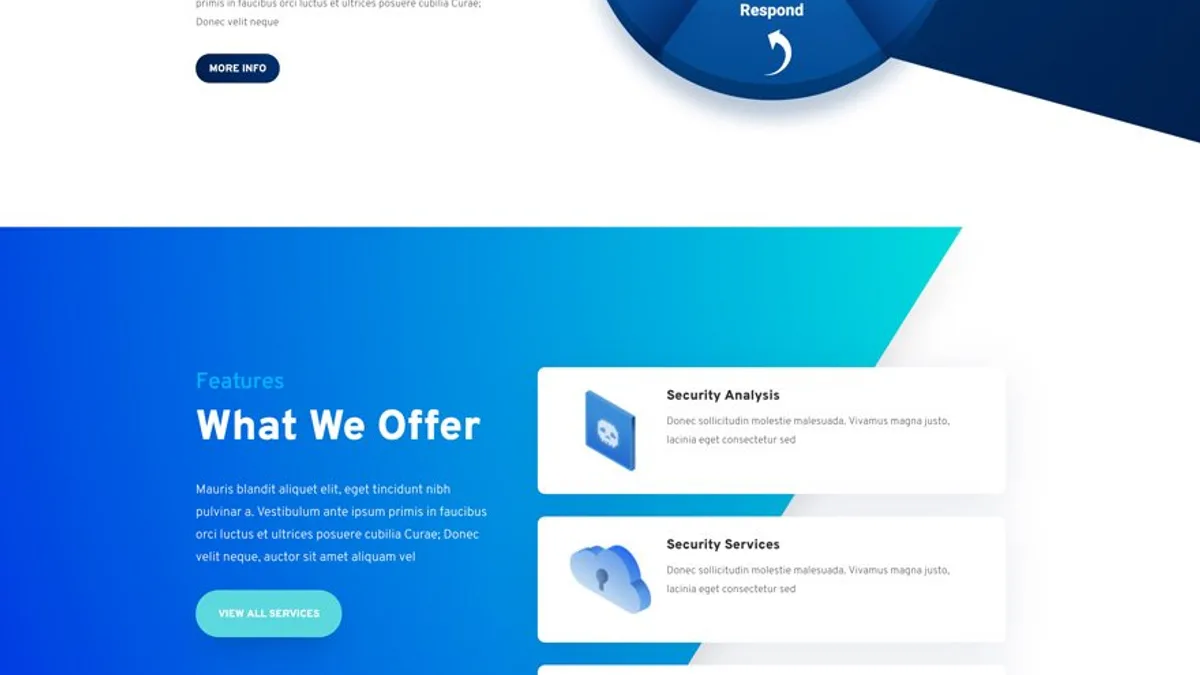 primis in faucibus orci luctus et ultrices posuere cubilia Curae;
Donec velit neque
MORE INFO
Respond
Features
What We Offer
Mauris blandit aliquet elit, eget tincidunt nibh
pulvinar a. Vestibulum ante ipsum primis in faucibus
orci luctus et ultrices posuere cubilia Curae; Donec
velit neque, auctor sit amet aliquam vel
VIEW ALL SERVICES
Security Analysis
Donec sollicitudin molestie malesuada. Vivamus magna justo,
lacinia eget consectetur sed
Security Services
Donec sollicitudin molestie malesuada. Vivamus magna justo,
lacinia eget consectetur sed